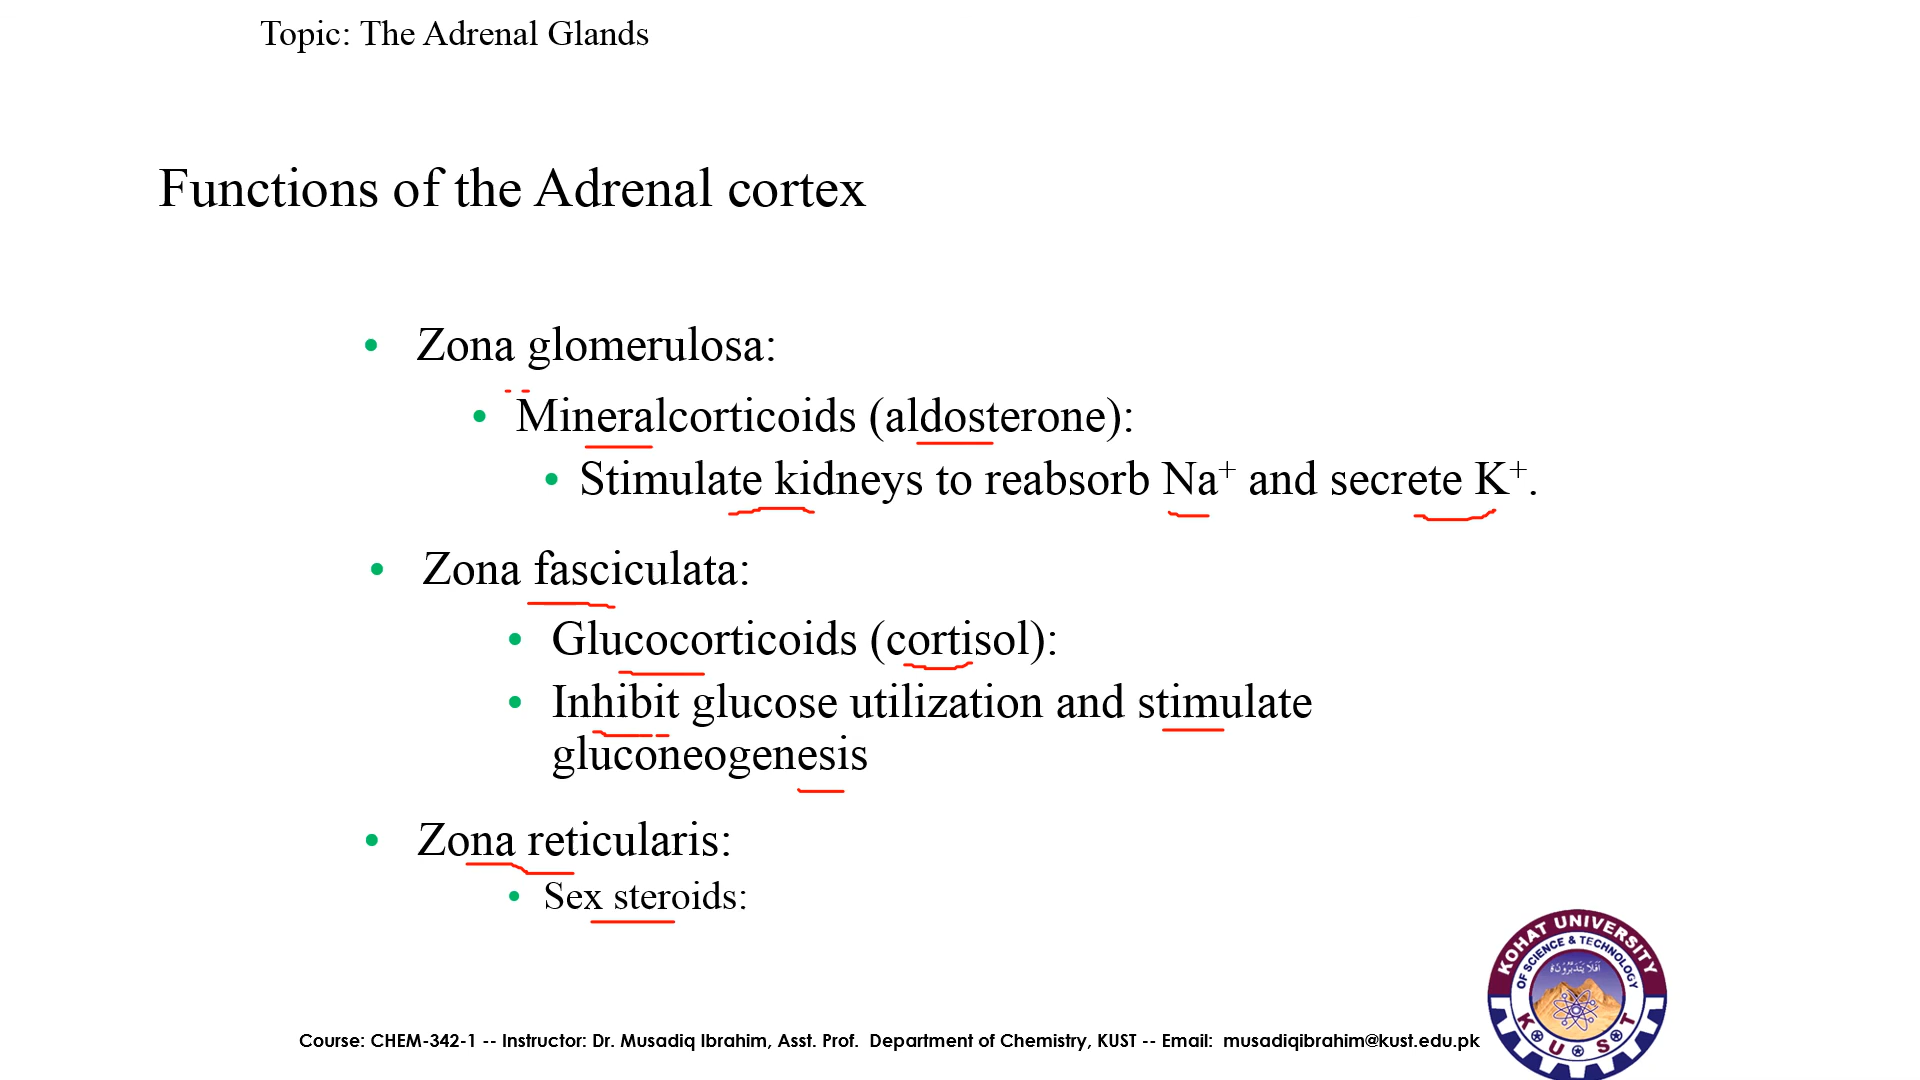 Topic: The Adrenal Glands
Functions of the Adrenal cortex
• Zona glomerulosa:
• Mineralcorticoids (aldosterone):
• Stimulate kidneys to reabsorb Na⁺ and secrete K⁺.
• Zona fasciculata:
• Glucocorticoids (cortisol):
• Inhibit glucose utilization and stimulate
gluconeogenesis
• Zona reticularis:
• Sex steroids:
KOHAT UNIVERSITY
OF SCIENCE & TECHNOLOGY
K U S T
Course: CHEM-342-1 -- Instructor: Dr. Musadiq Ibrahim, Asst. Prof. Department of Chemistry, KUST -- Email: musadiqibrahim@kust.edu.pk